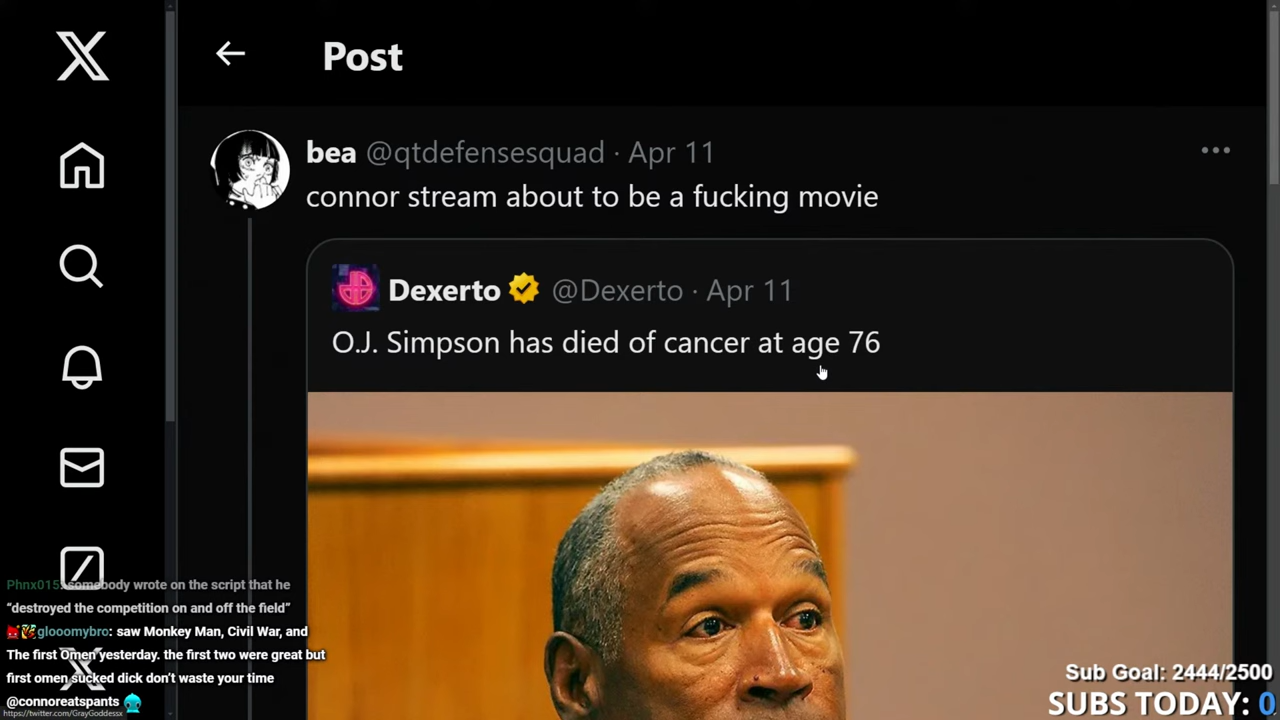 Post
bea @qtdefensesquad · Apr 11
connor stream about to be a fucking movie
Dexerto @Dexerto · Apr 11
O.J. Simpson has died of cancer at age 76
Phnx015: somebody wrote on the script that he
“destroyed the competition on and off the field”
glooomybro: saw Monkey Man, Civil War, and
The first Omen yesterday. the first two were great but
first omen sucked dick don’t waste your time
@connoreatspants
https://twitter.com/GrayGoddessx
Sub Goal: 2444/2500
SUBS TODAY: 0